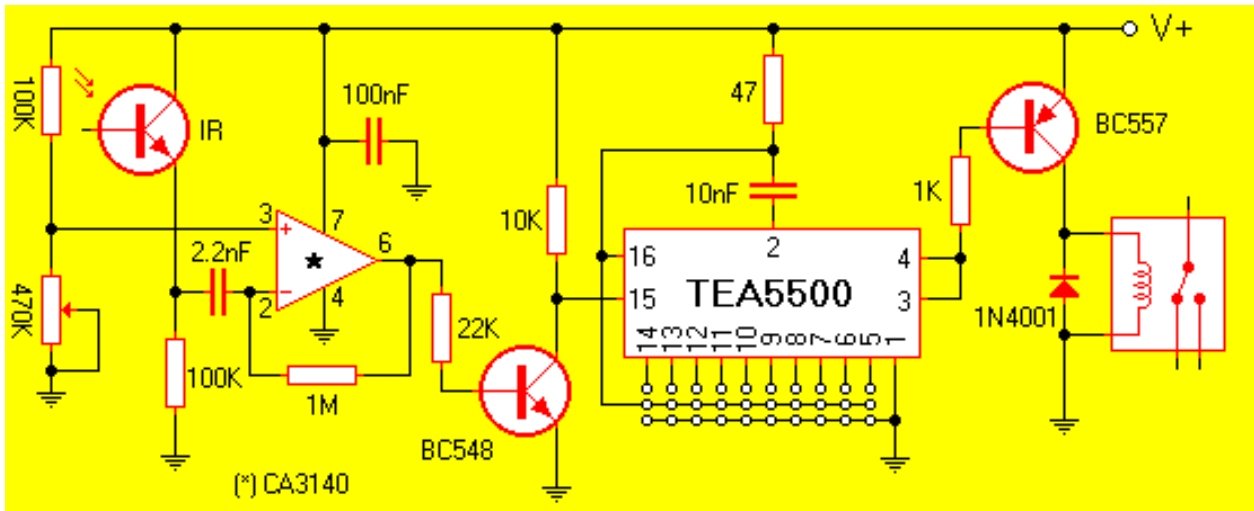 V+
100K
IR
100nF
47
BC557
10nF
1K
3
7
2.2nF
6
+
★
−
2
4
10K
2
16
4
TEA5500
15
3
14 13 12 11 10 9 8 7 6 5 1
470K
22K
1N4001
100K
1M
BC548
(*) CA3140